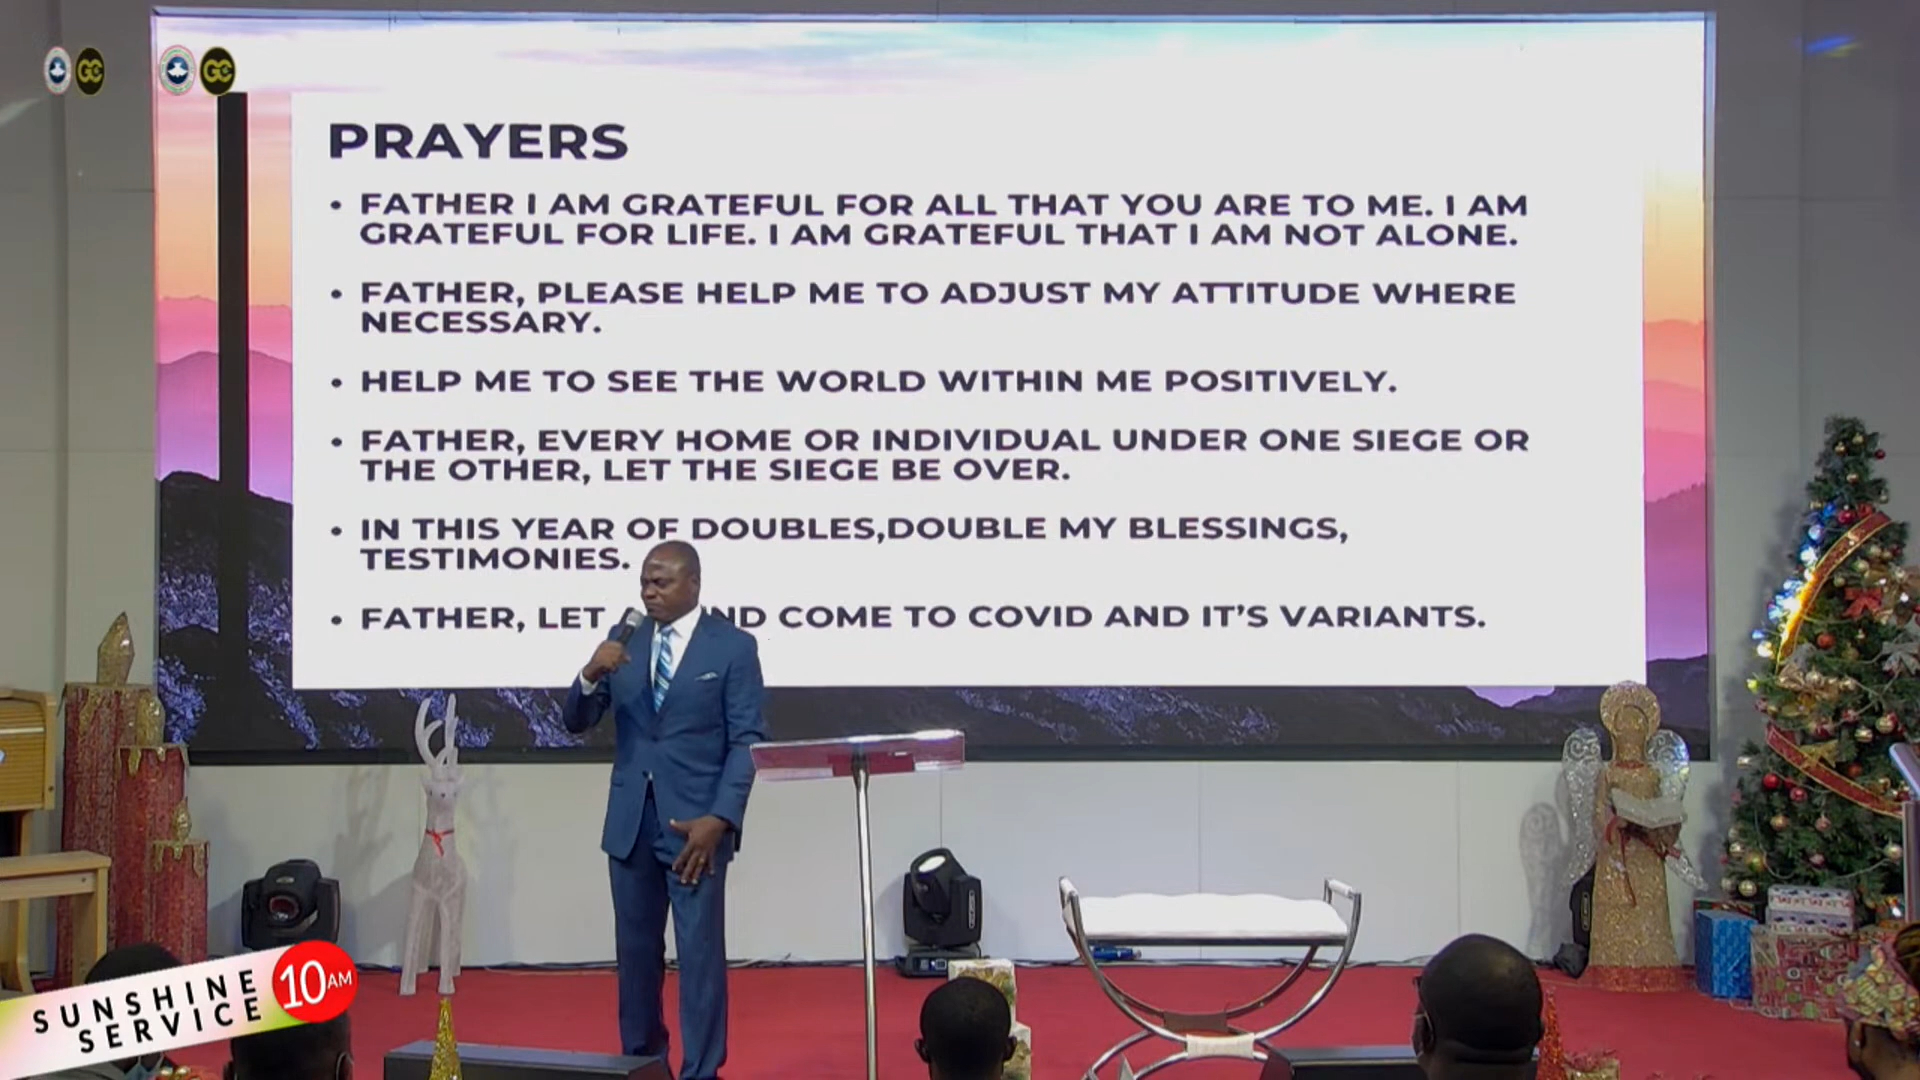 GC GC
PRAYERS
• FATHER I AM GRATEFUL FOR ALL THAT YOU ARE TO ME. I AM
GRATEFUL FOR LIFE. I AM GRATEFUL THAT I AM NOT ALONE.
• FATHER, PLEASE HELP ME TO ADJUST MY ATTITUDE WHERE
NECESSARY.
• HELP ME TO SEE THE WORLD WITHIN ME POSITIVELY.
• FATHER, EVERY HOME OR INDIVIDUAL UNDER ONE SIEGE OR
THE OTHER, LET THE SIEGE BE OVER.
• IN THIS YEAR OF DOUBLES,DOUBLE MY BLESSINGS,
TESTIMONIES.
• FATHER, LET COME TO COVID AND IT'S VARIANTS.
SUNSHINE
SERVICE
10AM